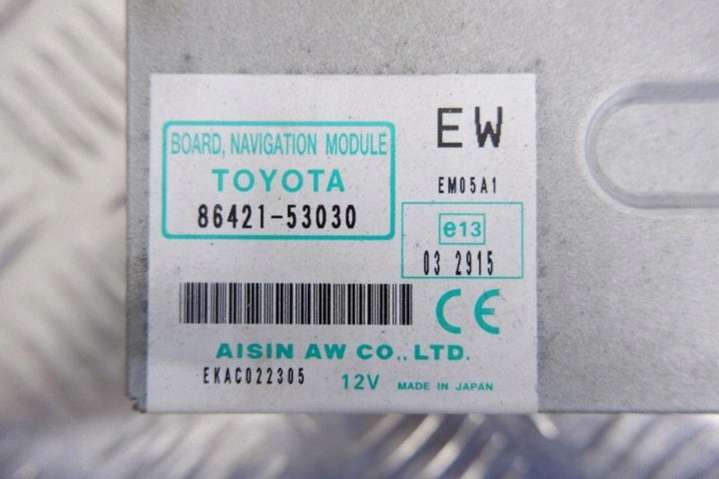 BOARD, NAVIGATION MODULE
TOYOTA
86421-53030
EW
EM05A1
e13
03 2915
CE
AISIN AW CO., LTD.
EKAC022305 12V MADE IN JAPAN